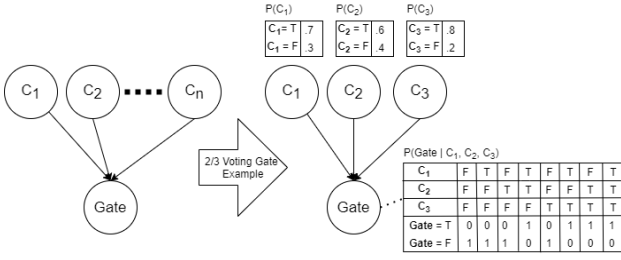 P(C1) P(C2) P(C3)
C1= T .7 C2 = T .6 C3 = T .8
C1 = F .3 C2 = F .4 C3 = F .2
C1 C2 Cn C1 C2 C3
2/3 Voting Gate
Example
P(Gate | C1, C2, C3)
C1 F T F T F T F T
C2 F F T T F F T T
C3 F F F F T T T T
Gate = T 0 0 0 1 0 1 1 1
Gate = F 1 1 1 0 1 0 0 0
Gate Gate